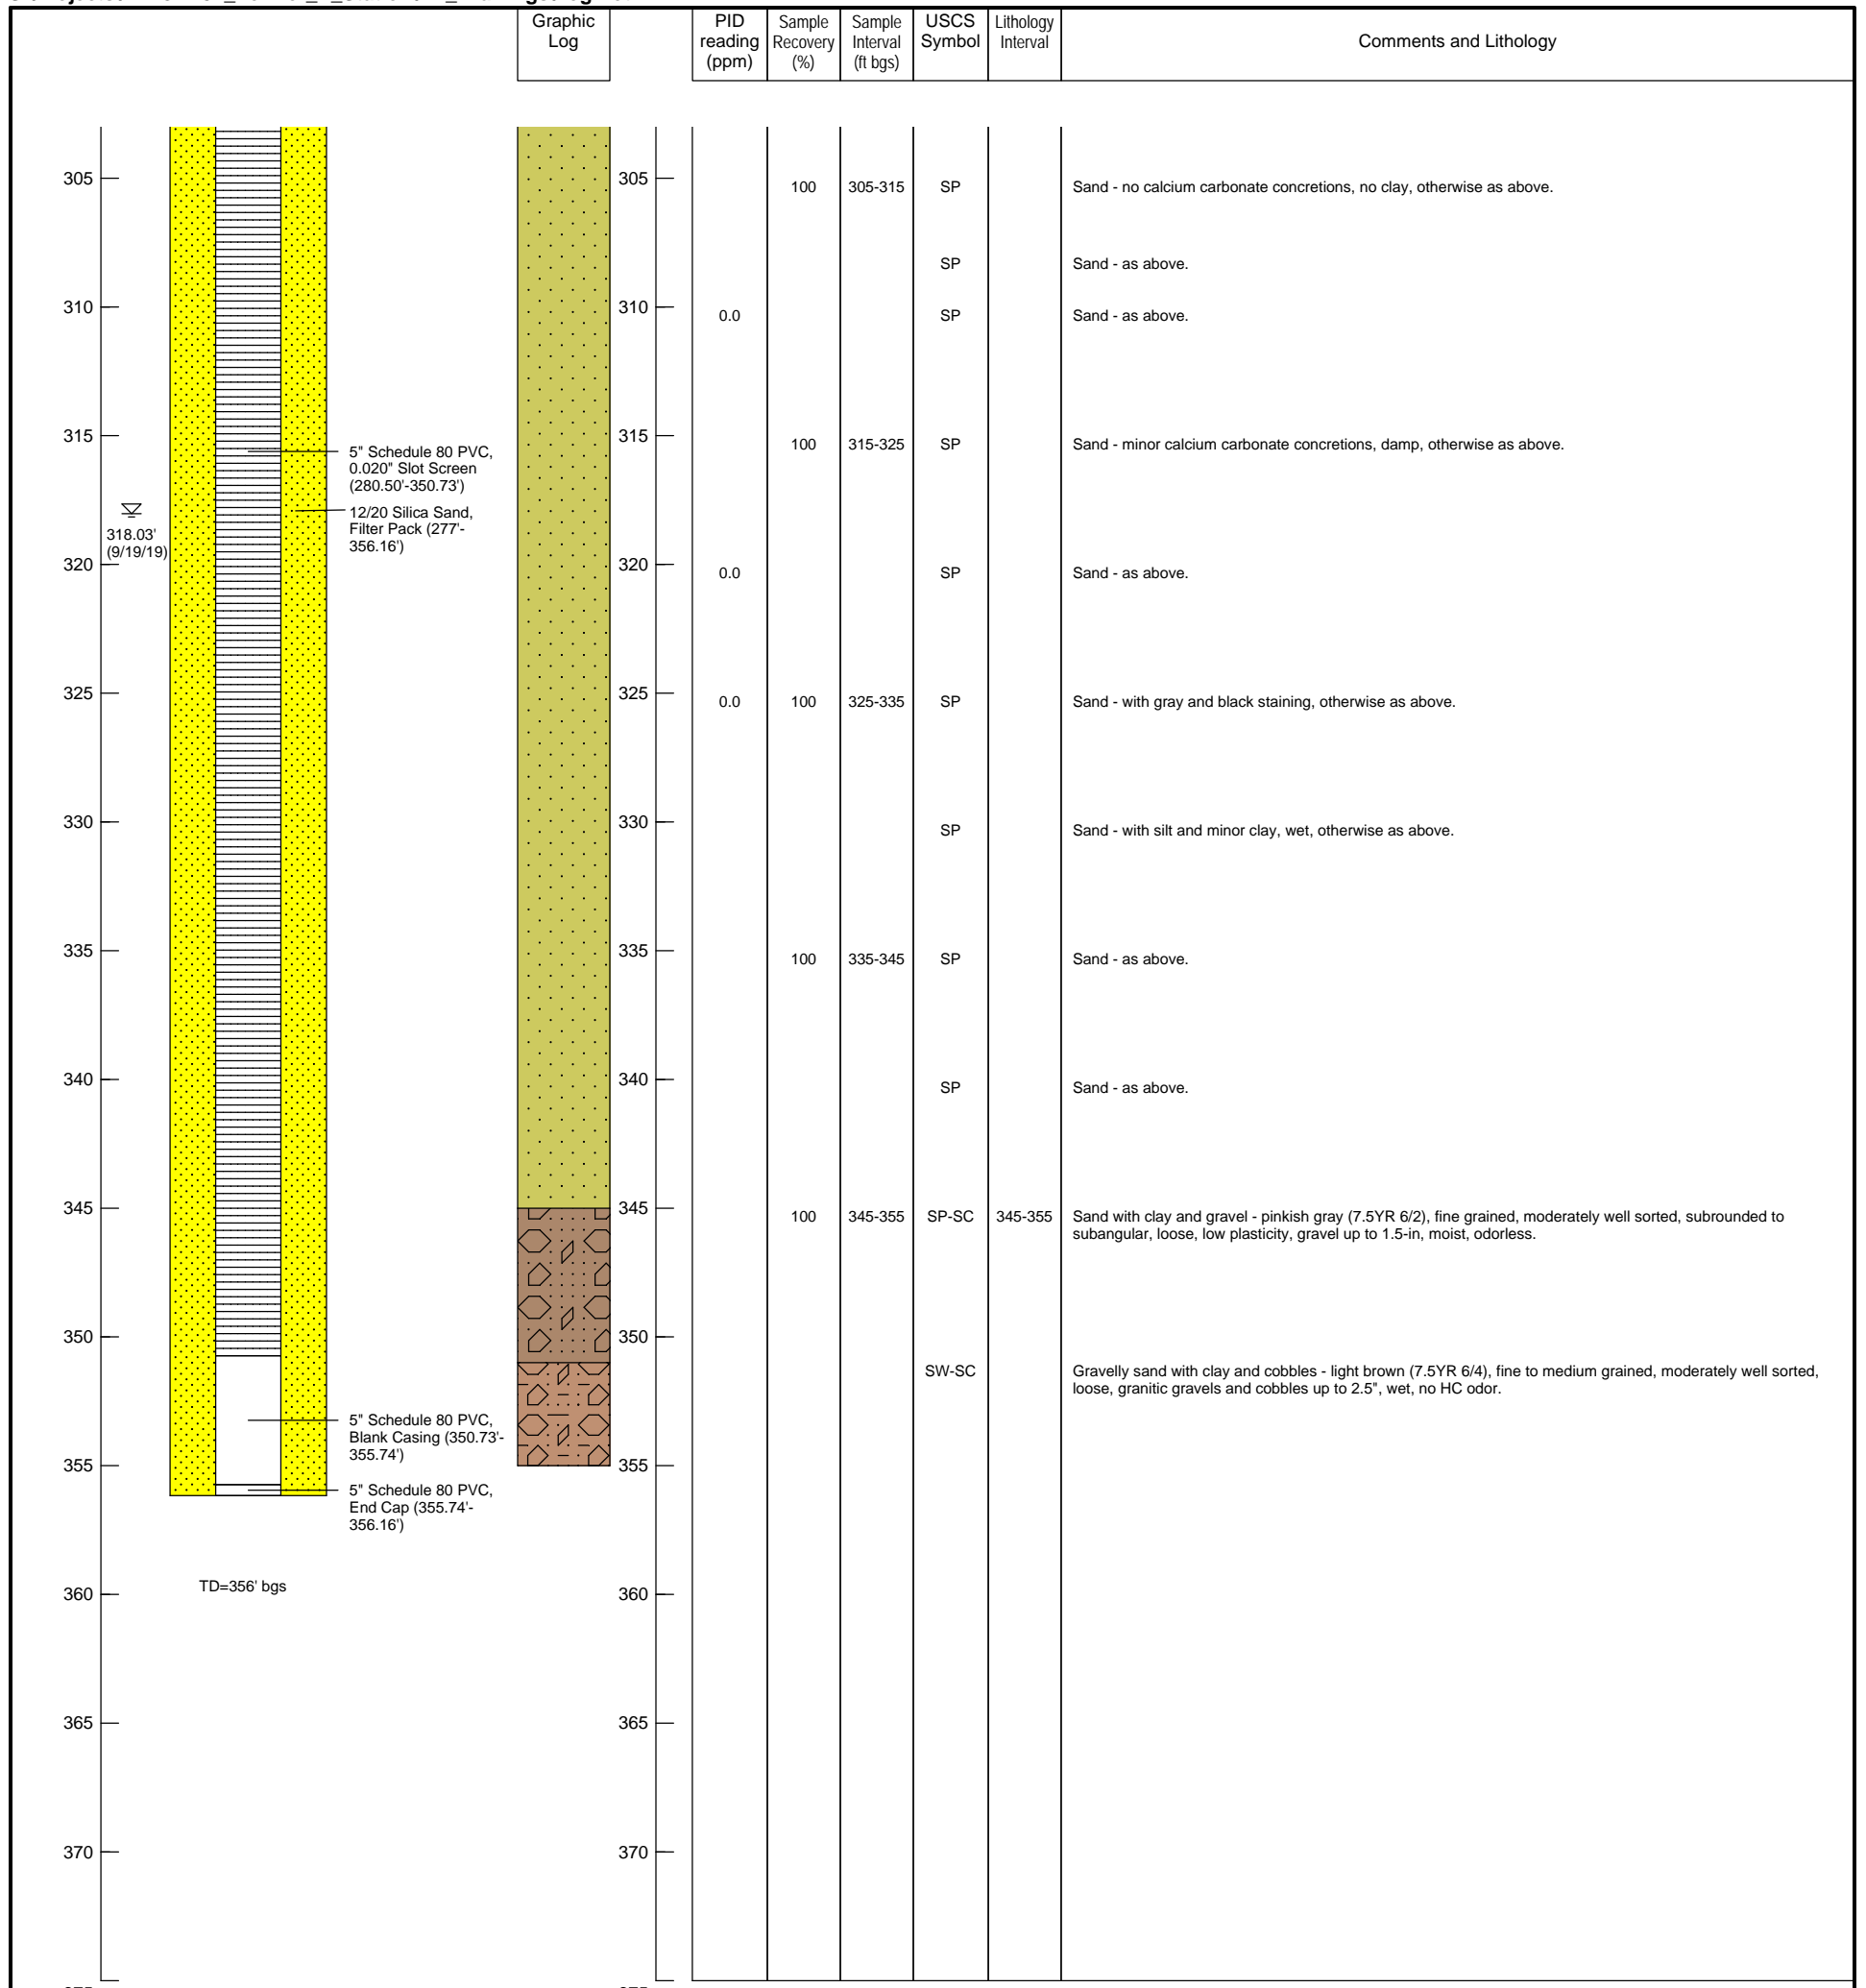 Graphic Log
PID reading (ppm)
Sample Recovery (%)
Sample Interval (ft bgs)
USCS Symbol
Lithology Interval
Comments and Lithology
305 305 100 305-315 SP Sand - no calcium carbonate concretions, no clay, otherwise as above.
SP Sand - as above.
310 310 0.0 SP Sand - as above.
315 315 100 315-325 SP Sand - minor calcium carbonate concretions, damp, otherwise as above.
5" Schedule 80 PVC,
0.020" Slot Screen
(280.50'-350.73')
12/20 Silica Sand,
Filter Pack (277'-
356.16')
318.03'
(9/19/19)
320 320 0.0 SP Sand - as above.
325 325 0.0 100 325-335 SP Sand - with gray and black staining, otherwise as above.
330 330 SP Sand - with silt and minor clay, wet, otherwise as above.
335 335 100 335-345 SP Sand - as above.
340 340 SP Sand - as above.
345 345 100 345-355 SP-SC 345-355 Sand with clay and gravel - pinkish gray (7.5YR 6/2), fine grained, moderately well sorted, subrounded to
subangular, loose, low plasticity, gravel up to 1.5-in, moist, odorless.
350 350
SW-SC Gravelly sand with clay and cobbles - light brown (7.5YR 6/4), fine to medium grained, moderately well sorted,
loose, granitic gravels and cobbles up to 2.5", wet, no HC odor.
5" Schedule 80 PVC,
Blank Casing (350.73'-
355.74')
355 355
5" Schedule 80 PVC,
End Cap (355.74'-
356.16')
TD=356' bgs
360 360
365 365
370 370